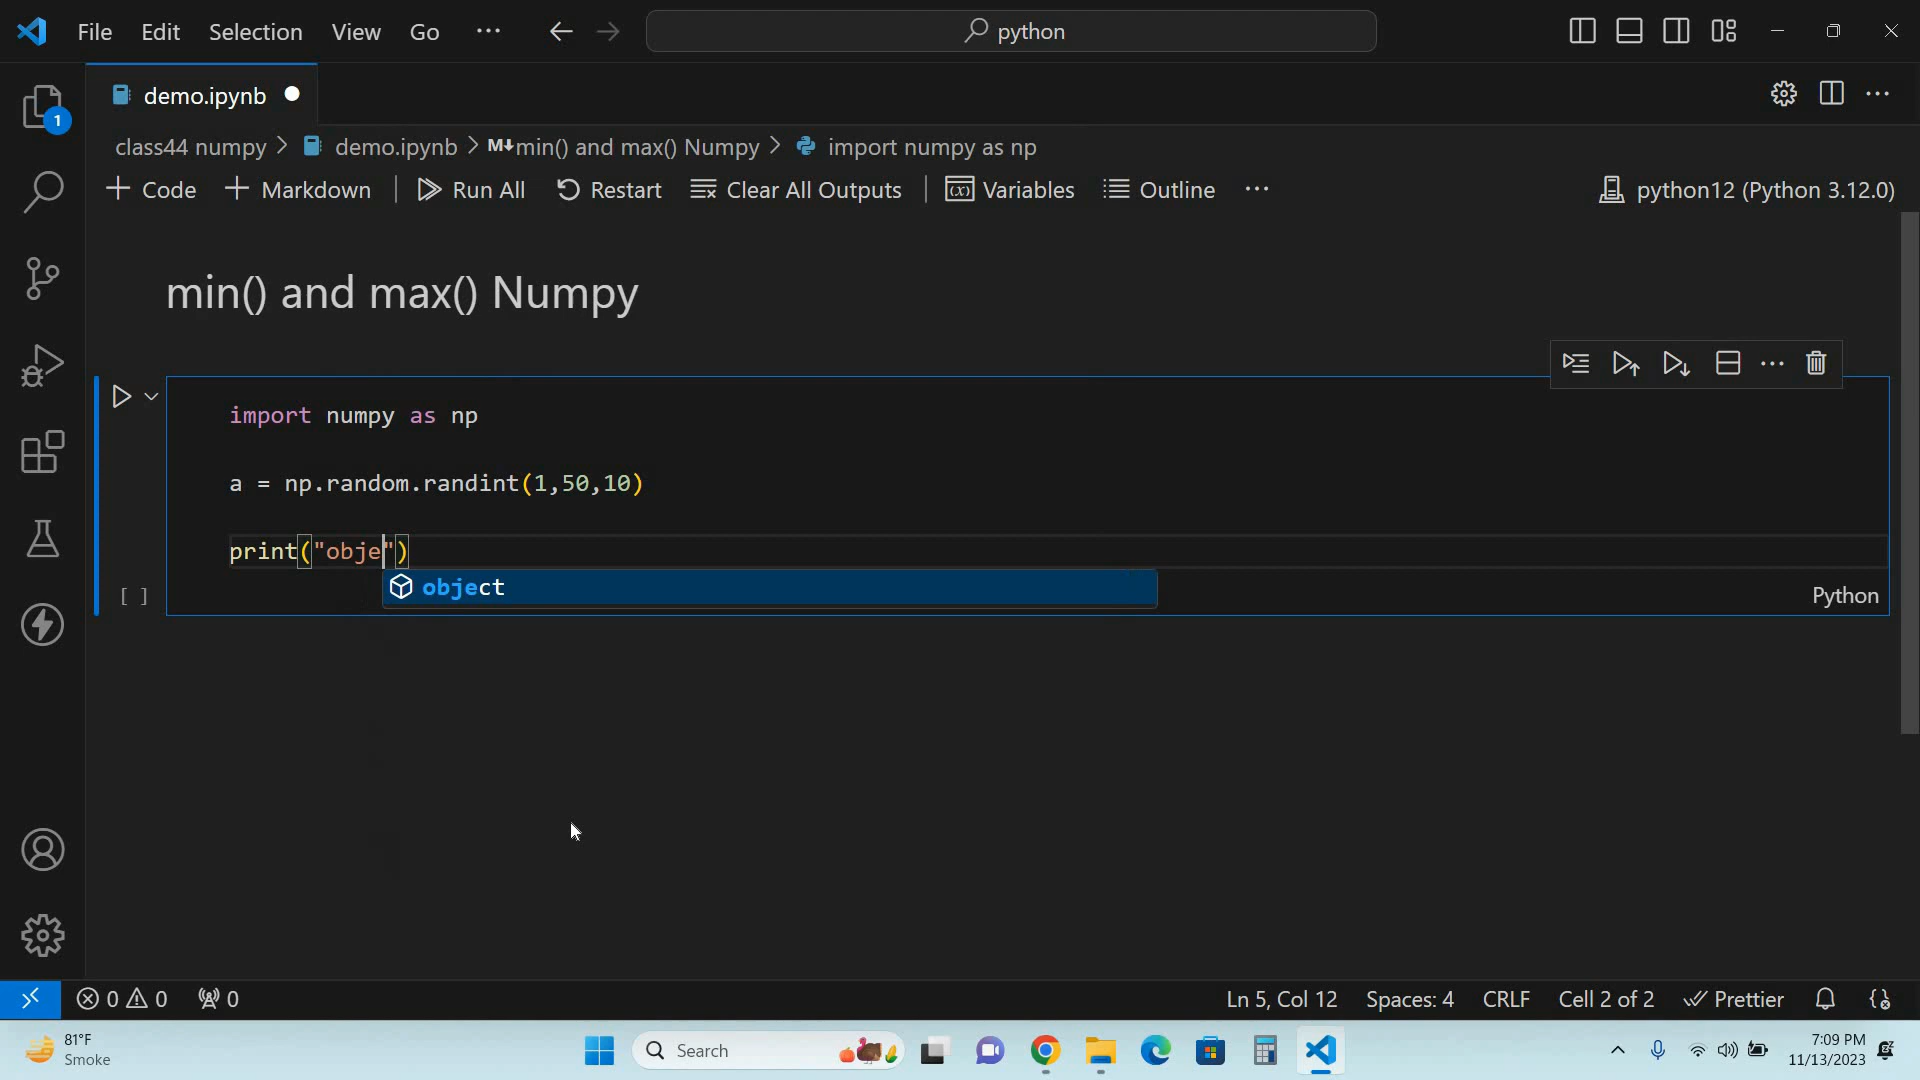 File Edit Selection View Go ··· python
demo.ipynb
1
class44 numpy > demo.ipynb > M↓min() and max() Numpy > import numpy as np
+ Code + Markdown | Run All Restart Clear All Outputs | Variables Outline ··· python12 (Python 3.12.0)
min() and max() Numpy
import numpy as np
a = np.random.randint(1,50,10)
print("obje")
object
[ ] Python
0 0 0 Ln 5, Col 12 Spaces: 4 CRLF Cell 2 of 2 Prettier
81°F
Smoke
Search
7:09 PM
11/13/2023